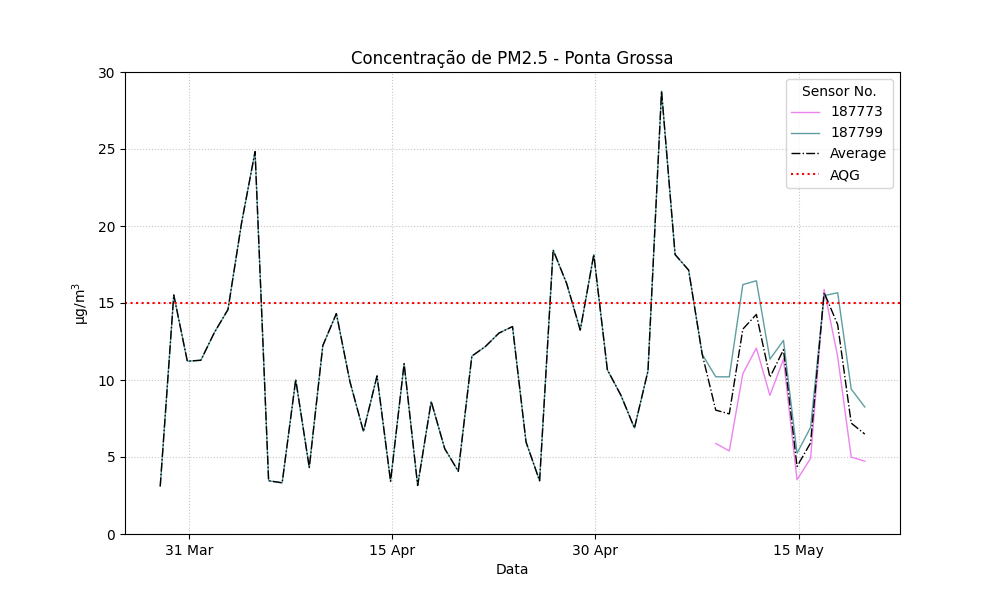 Concentração de PM2.5 - Ponta Grossa
30
25
20
15
10
5
0
µg/m³
Sensor No.
187773
187799
Average
AQG
31 Mar
15 Apr
30 Apr
15 May
Data